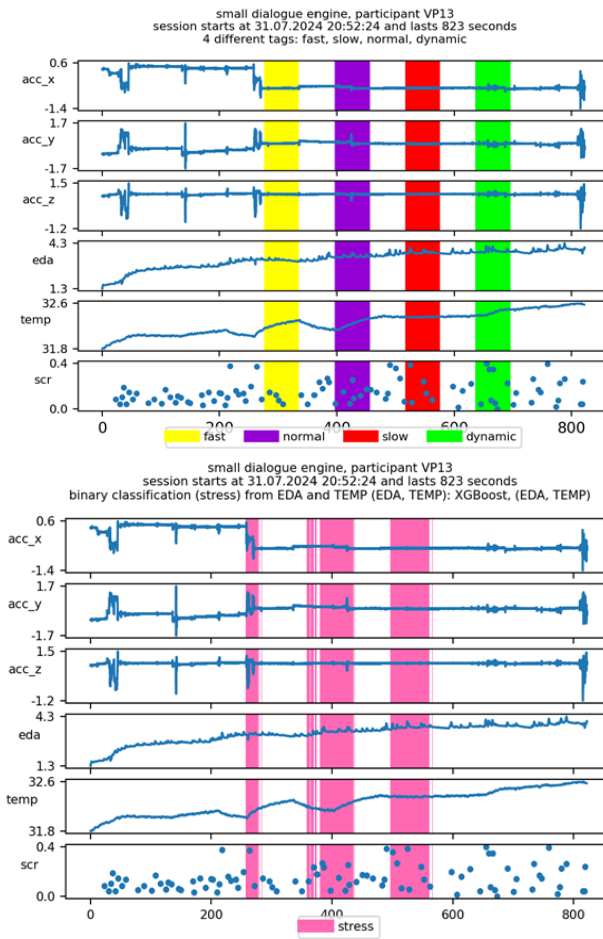 small dialogue engine, participant VP13
session starts at 31.07.2024 20:52:24 and lasts 823 seconds
4 different tags: fast, slow, normal, dynamic
0.6
acc_x
-1.4
1.7
acc_y
-1.7
1.5
acc_z
-1.2
4.3
eda
1.3
32.6
temp
31.8
0.4
scr
0.0
0 200 400 600 800
fast normal slow dynamic
small dialogue engine, participant VP13
session starts at 31.07.2024 20:52:24 and lasts 823 seconds
binary classification (stress) from EDA and TEMP (EDA, TEMP): XGBoost, (EDA, TEMP)
0.6
acc_x
-1.4
1.7
acc_y
-1.7
1.5
acc_z
-1.2
4.3
eda
1.3
32.6
temp
31.8
0.4
scr
0.0
0 200 400 600 800
stress